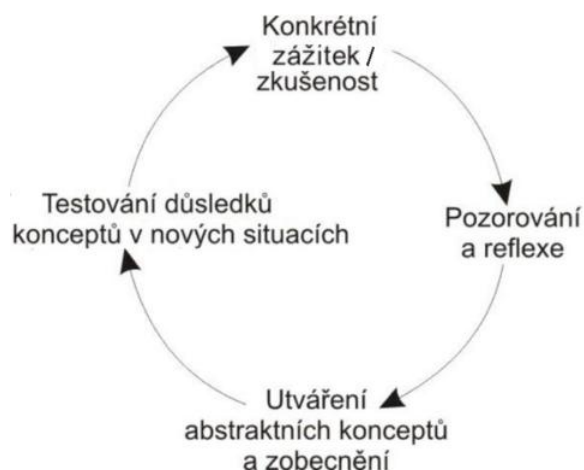 Konkrétní
zážitek /
zkušenost
Pozorování
a reflexe
Utváření
abstraktních konceptů
a zobecnění
Testování důsledků
konceptů v nových situacích